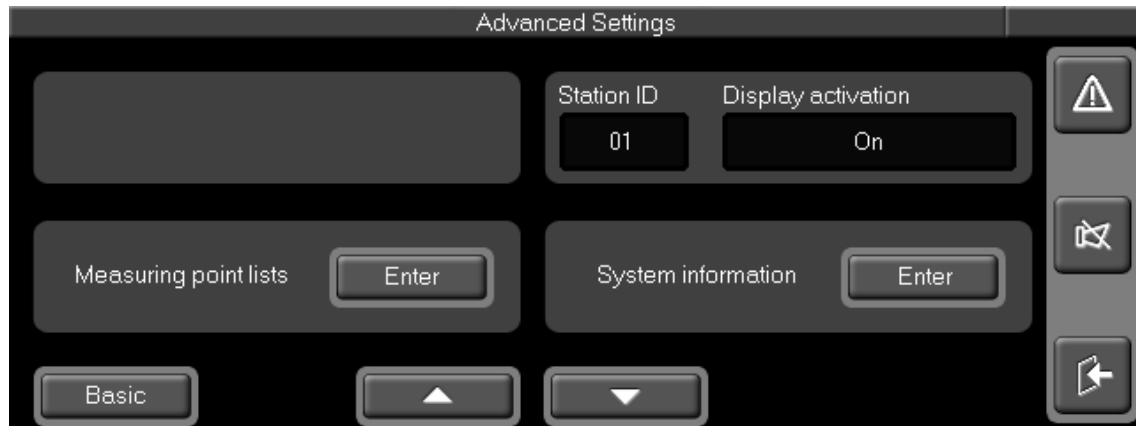 Advanced Settings
Station ID
Display activation
01
On
Measuring point lists
Enter
System information
Enter
Basic